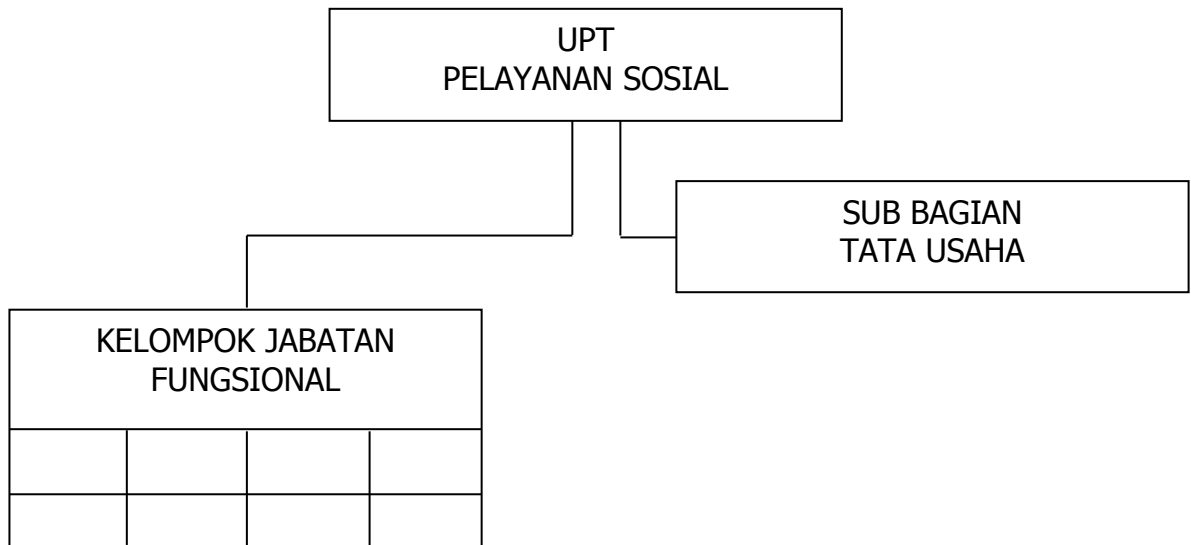 UPT
PELAYANAN SOSIAL
SUB BAGIAN
TATA USAHA
KELOMPOK JABATAN
FUNGSIONAL